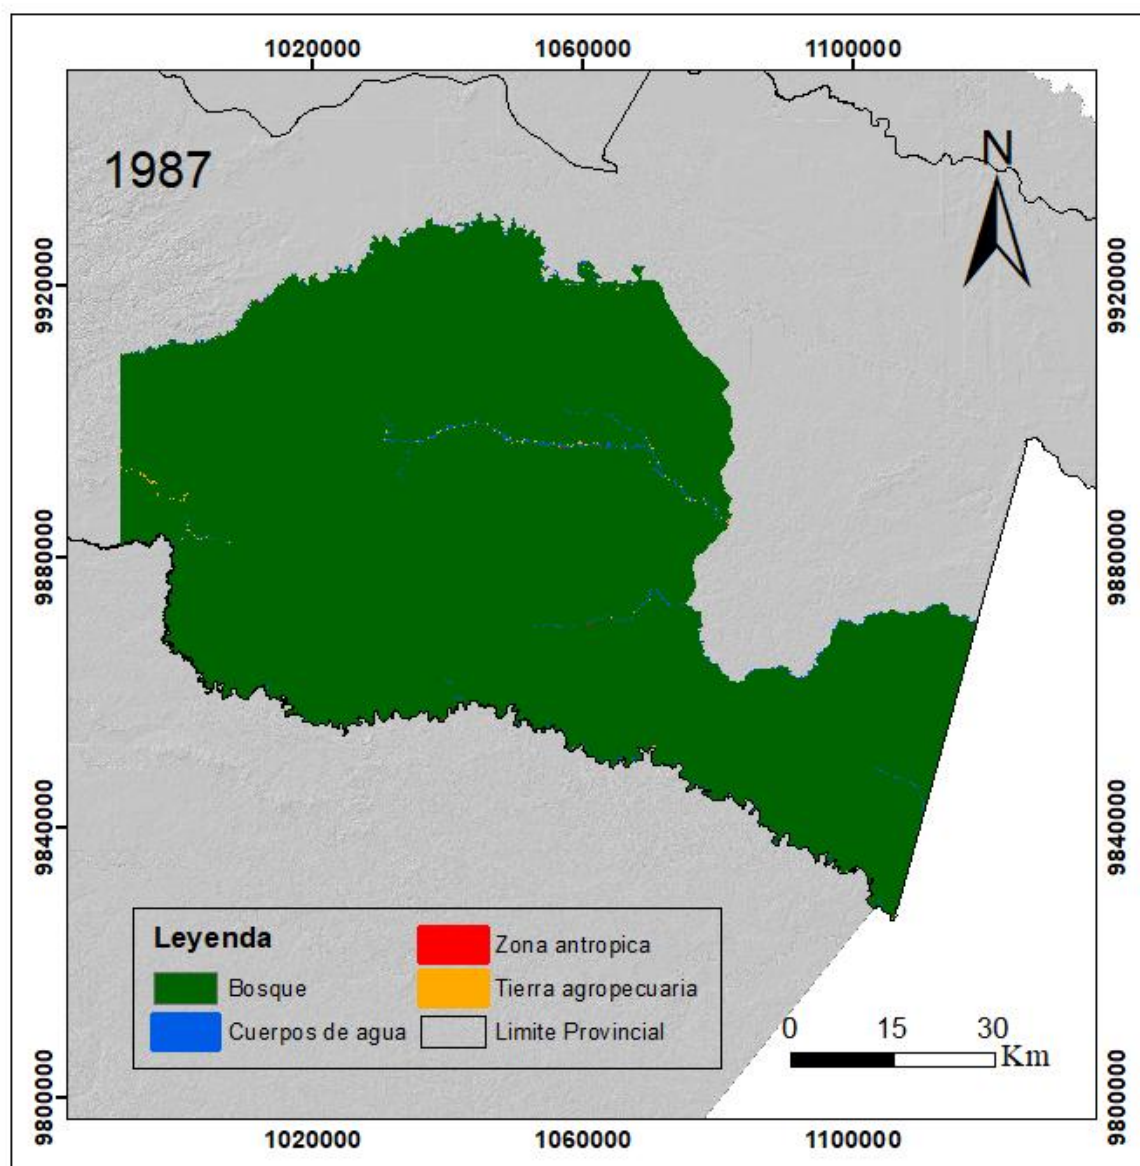 1020000 1060000 1100000
1987
N
9920000 9920000
9880000 9880000
9840000 9840000
9800000 9800000
Leyenda
Bosque
Cuerpos de agua
Zona antropica
Tierra agropecuaria
Limite Provincial
0 15 30
Km
1020000 1060000 1100000